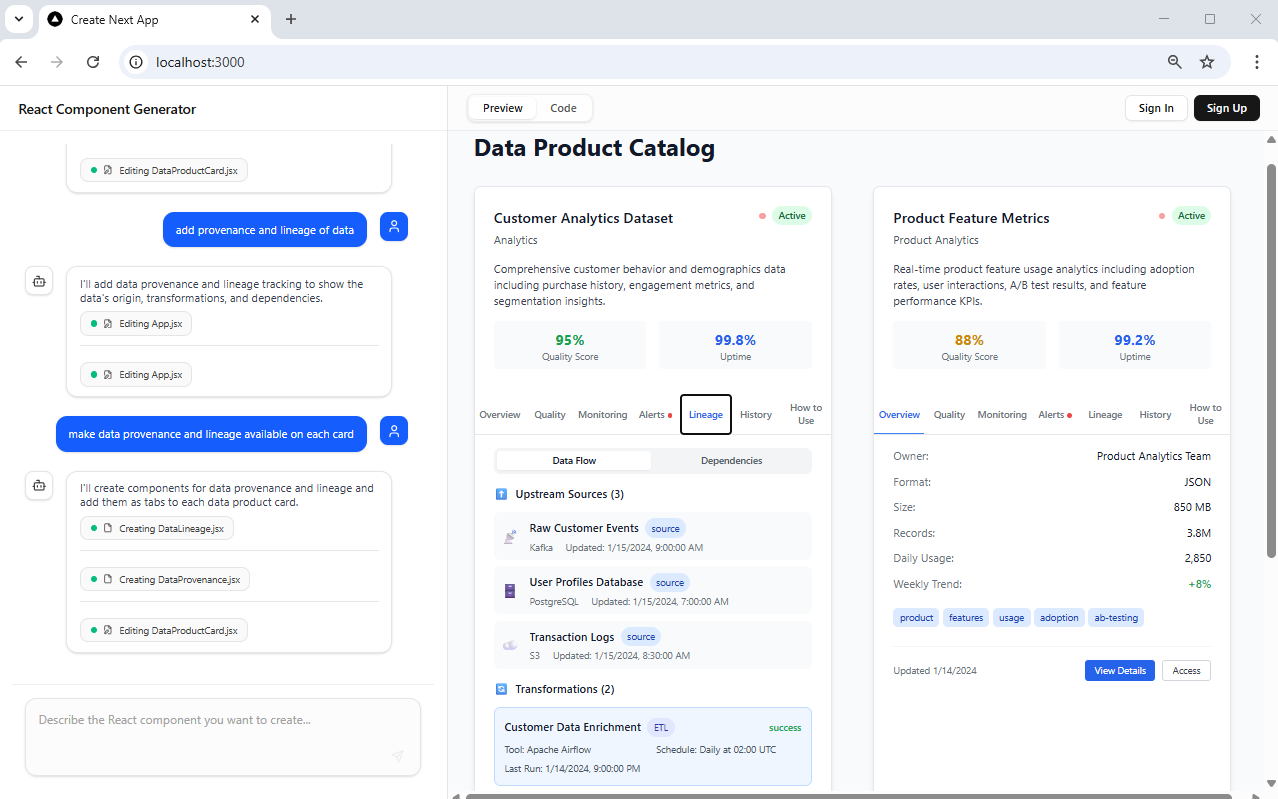 Create Next App
localhost:3000
React Component Generator
Preview
Code
Sign In
Sign Up
Editing DataProductCard.jsx
add provenance and lineage of data
I'll add data provenance and lineage tracking to show the
data's origin, transformations, and dependencies.
Editing App.jsx
Editing App.jsx
make data provenance and lineage available on each card
I'll create components for data provenance and lineage and
add them as tabs to each data product card.
Creating DataLineage.jsx
Creating DataProvenance.jsx
Editing DataProductCard.jsx
Describe the React component you want to create...
Data Product Catalog
Customer Analytics Dataset
Active
Analytics
Comprehensive customer behavior and demographics data
including purchase history, engagement metrics, and
segmentation insights.
95%
Quality Score
99.8%
Uptime
Overview
Quality
Monitoring
Alerts
Lineage
History
How to
Use
Data Flow
Dependencies
Upstream Sources (3)
Raw Customer Events source
Kafka Updated: 1/15/2024, 9:00:00 AM
User Profiles Database source
PostgreSQL Updated: 1/15/2024, 7:00:00 AM
Transaction Logs source
S3 Updated: 1/15/2024, 8:30:00 AM
Transformations (2)
Customer Data Enrichment ETL success
Tool: Apache Airflow Schedule: Daily at 02:00 UTC
Last Run: 1/14/2024, 9:00:00 PM
Product Feature Metrics
Active
Product Analytics
Real-time product feature usage analytics including adoption
rates, user interactions, A/B test results, and feature
performance KPIs.
88%
Quality Score
99.2%
Uptime
Overview
Quality
Monitoring
Alerts
Lineage
History
How to
Use
Owner: Product Analytics Team
Format: JSON
Size: 850 MB
Records: 3.8M
Daily Usage: 2,850
Weekly Trend: +8%
product features usage adoption ab-testing
Updated 1/14/2024
View Details
Access